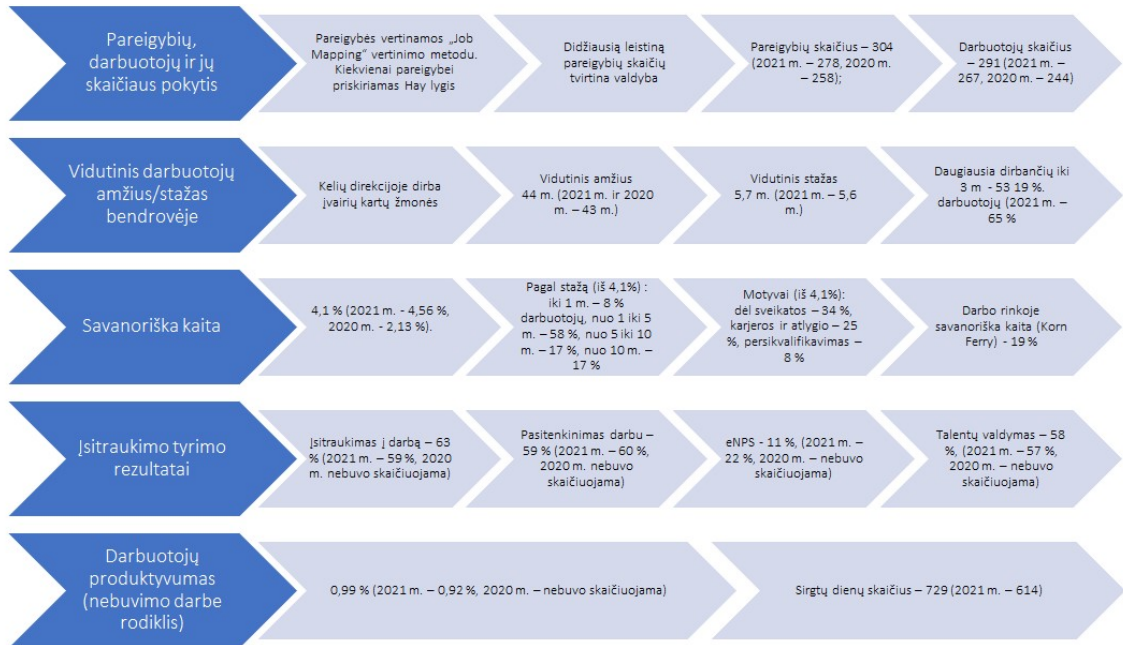 Pareigybių,
darbuotojų ir jų
skaičiaus pokytis
Pareigybės vertinamos „Job
Mapping“ vertinimo metodu.
Kiekvienai pareigybei
priskiriamas Hay lygis
Didžiausią leistiną
pareigybių skaičių
tvirtina valdyba
Pareigybių skaičius – 304
(2021 m. – 278, 2020 m.
– 258);
Darbuotojų skaičius
– 291 (2021 m. –
267, 2020 m. – 244)
Vidutinis darbuotojų
amžius/stažas
bendrovėje
Kelių direkcijoje dirba
įvairių kartų žmonės
Vidutinis amžius
44 m. (2021 m. ir 2020
m. – 43 m.)
Vidutinis stažas
5,7 m. (2021 m. – 5,6
m.)
Daugiausia dirbančių iki
3 m - 53 19 %.
darbuotojų (2021 m. –
65 %
Savanoriška kaita
4,1 % (2021 m. - 4,56 %,
2020 m. - 2,13 %).
Pagal stažą (iš 4,1%) :
iki 1 m. – 8 %
darbuotojų, nuo 1 iki 5
m. – 58 %, nuo 5 iki 10
m. – 17 %, nuo 10 m. –
17 %
Motyvai (iš 4,1%):
dėl sveikatos – 34 %,
karjeros ir atlygio – 25
%, persikvalifikavimas –
8 %
Darbo rinkoje
savanoriška kaita (Korn
Ferry) - 19 %
Įsitraukimo tyrimo
rezultatai
Įsitraukimas į darbą – 63
% (2021 m. – 59 %, 2020
m. nebuvo skaičiuojama)
Pasitenkinimas darbu –
59 % (2021 m. – 60 %,
2020 m. nebuvo
skaičiuojama)
eNPS - 11 %, (2021 m. –
22 %, 2020 m. – nebuvo
skaičiuojama)
Talentų valdymas – 58
%, (2021 m. – 57 %,
2020 m. – nebuvo
skaičiuojama)
Darbuotojų
produktyvumas
(nebuvimo darbe
rodiklis)
0,99 % (2021 m. – 0,92 %, 2020 m. – nebuvo skaičiuojama)
Sirgtų dienų skaičius – 729 (2021 m. – 614)